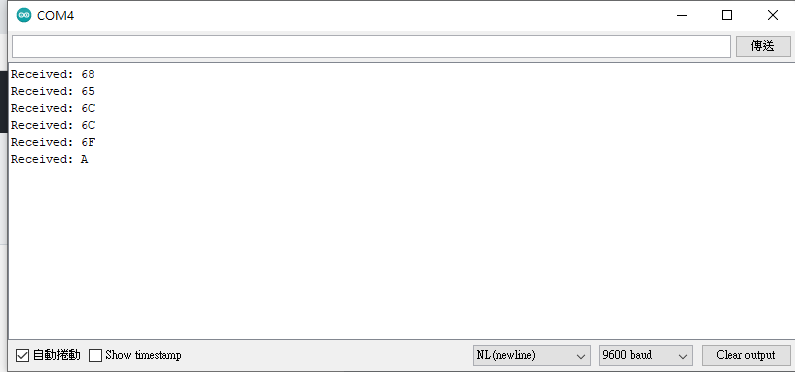 COM4
傳送
Received: 68
Received: 65
Received: 6C
Received: 6C
Received: 6F
Received: A
自動捲動 Show timestamp NL(newline) 9600 baud Clear output